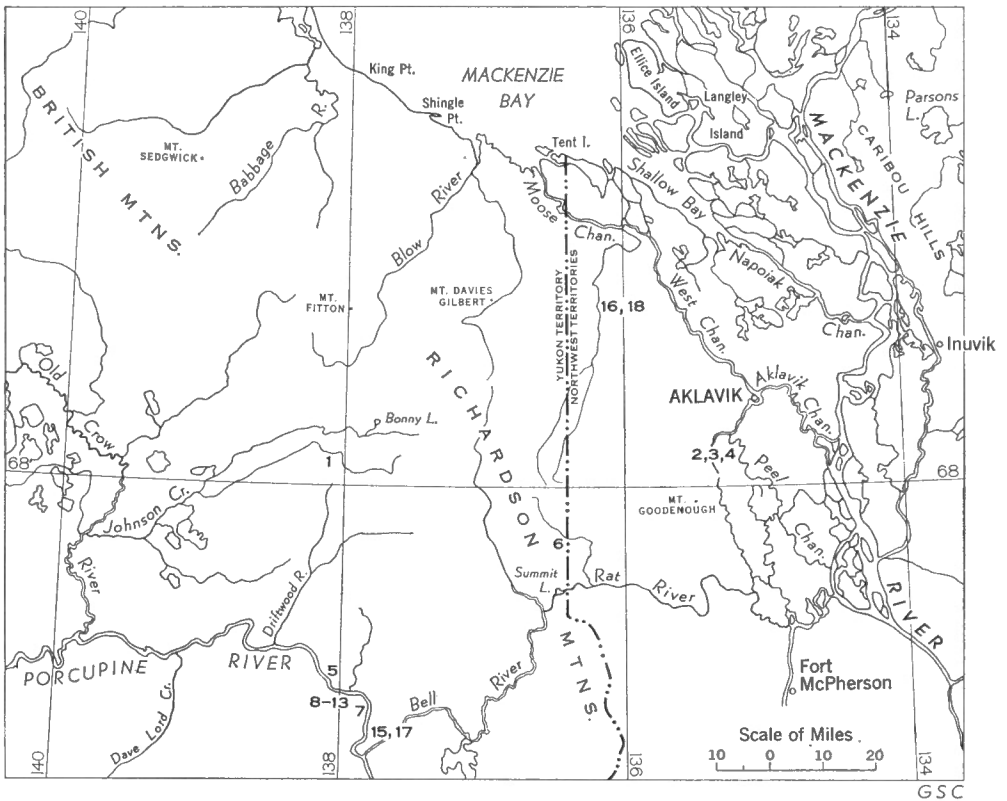 140
138
136
134
King Pt.
MACKENZIE
BAY
Shingle
Pt.
Ellice Island
Langley
Island
Parsons
L.
MACKENZIE
CARIBOU
HILLS
BRITISH MTNS.
MT.
SEDGWICK
Babbage
R.
Tent I.
Shallow Bay
Moose
Chan.
Blow
River
MT. DAVIES
GILBERT
MT.
FITTON
YUKON TERRITORY
NORTHWEST TERRITORIES
16, 18
West
Chan.
Napoiak
Chan.
Inuvik
AKLAVIK
Aklavik
Chan.
Old
Crow
River
RICHARDSON
MTNS.
Bonny L.
68°
1
2,3,4
68
Peel
Chan.
MT.
GOODENOUGH
Johnson Cr.
6
Summit
L.
Rat
River
RIVER
Driftwood R.
PORCUPINE
RIVER
5
8-13
7
15, 17
Bell
River
Dave Lord Cr.
Fort
McPherson
Scale of Miles
10 0 10 20
140
138
136
134
GSC